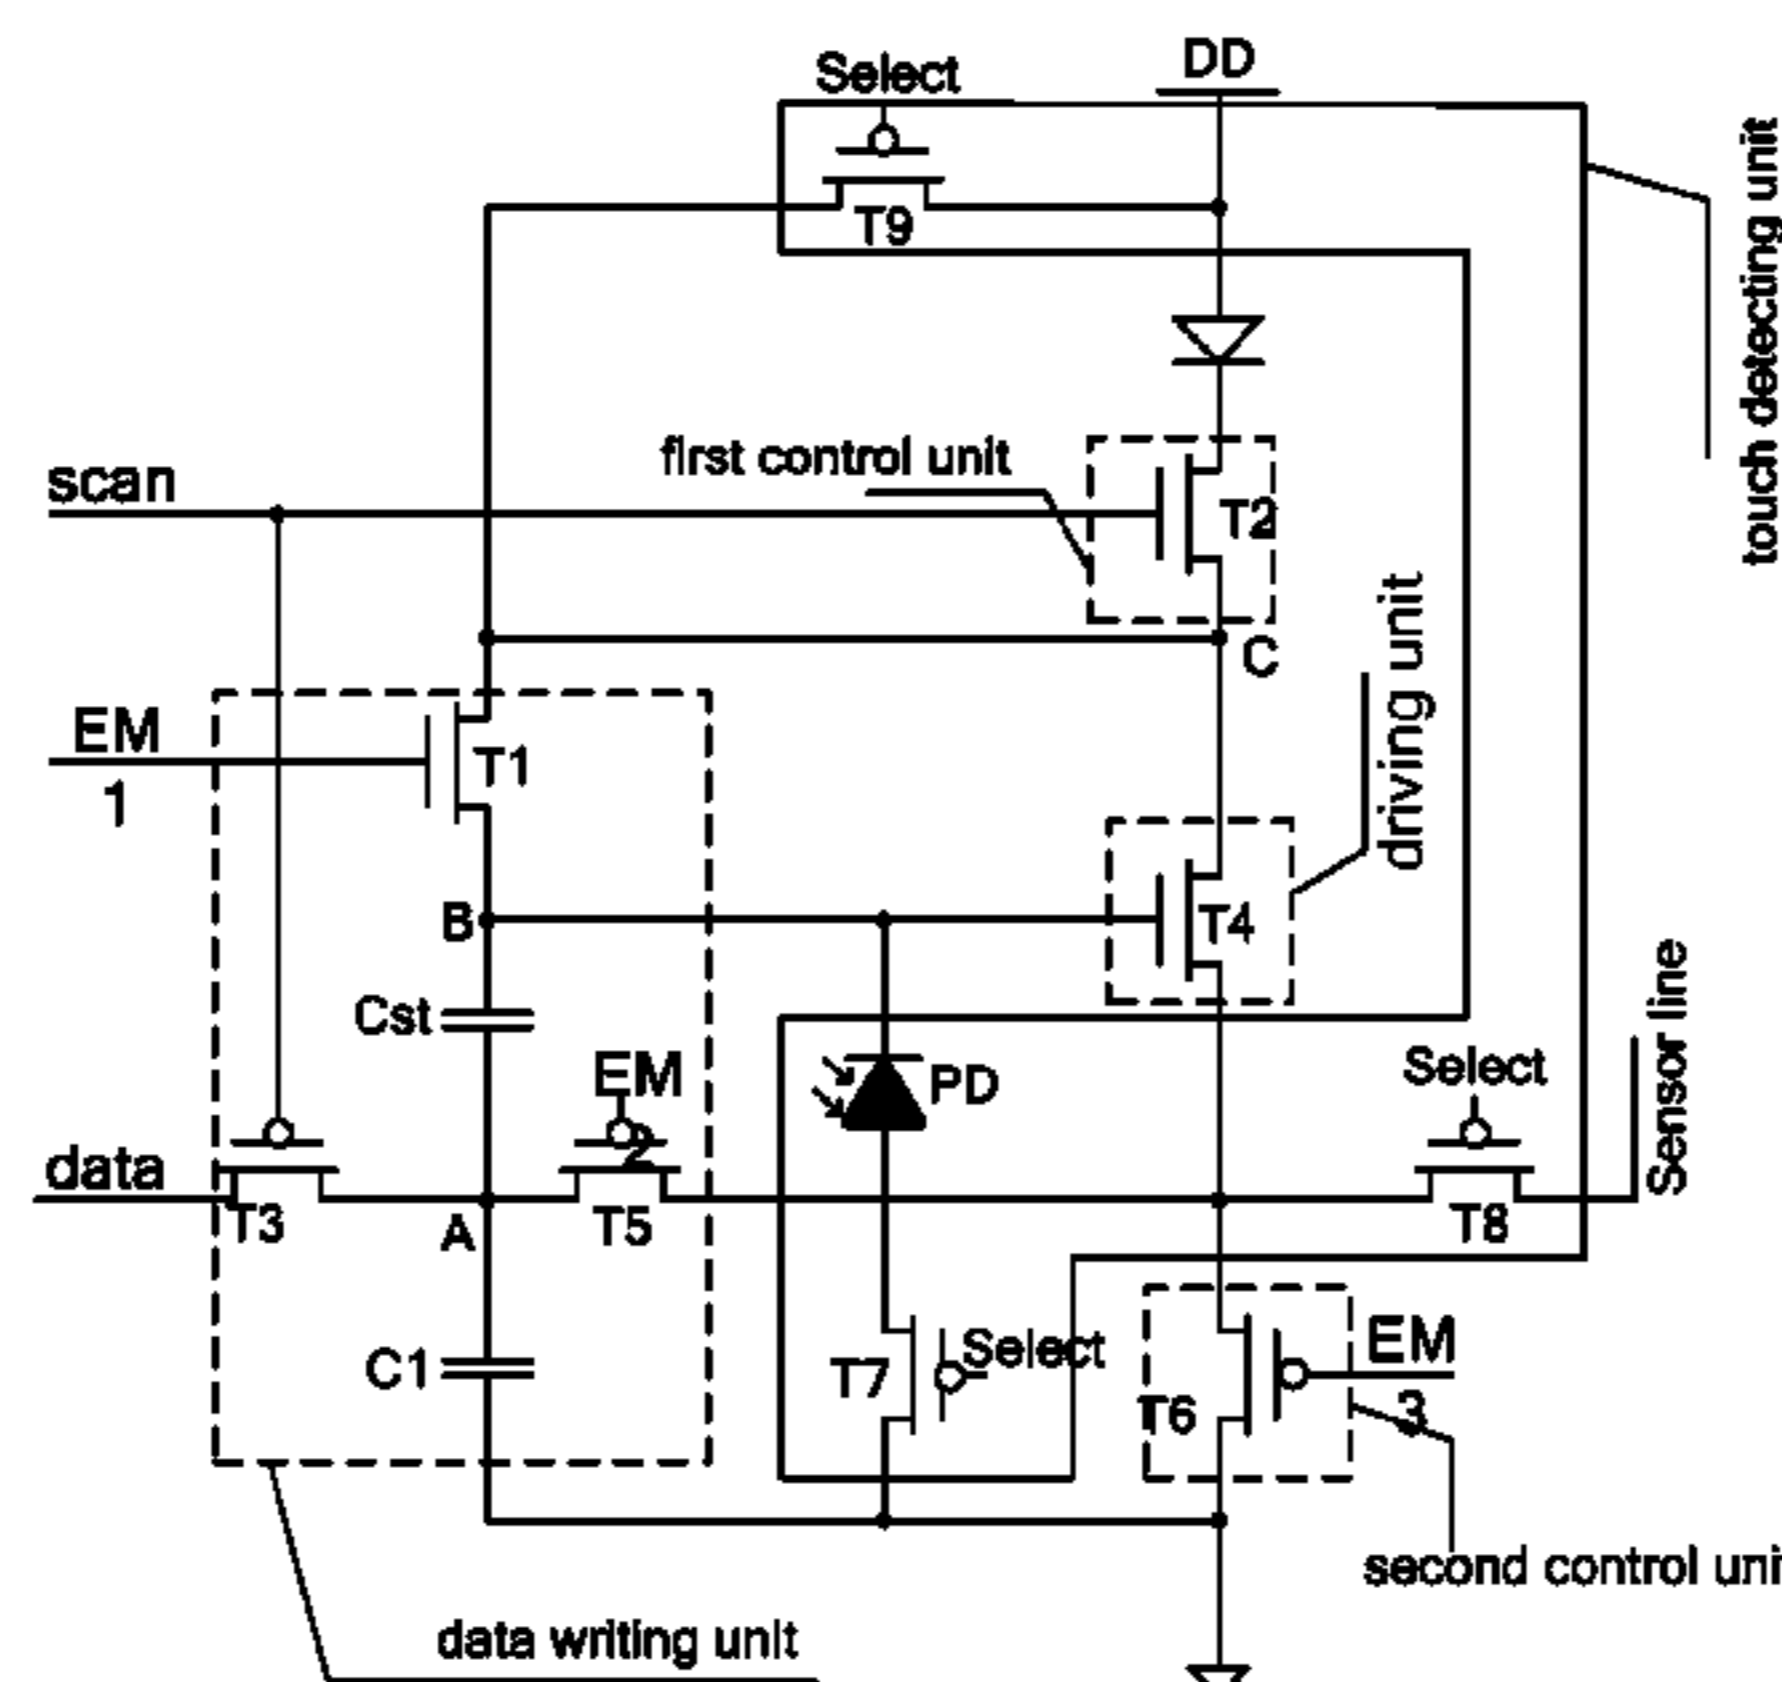 Select
DD
T9
touch detecting unit
first control unit
scan
T2
C
driving unit
EM
1
T1
B
T4
Cst
EM
2
PD
Select
Sensor line
data
T3
A
T5
T8
C1
T7
Select
EM
3
T6
second control uni
data writing unit